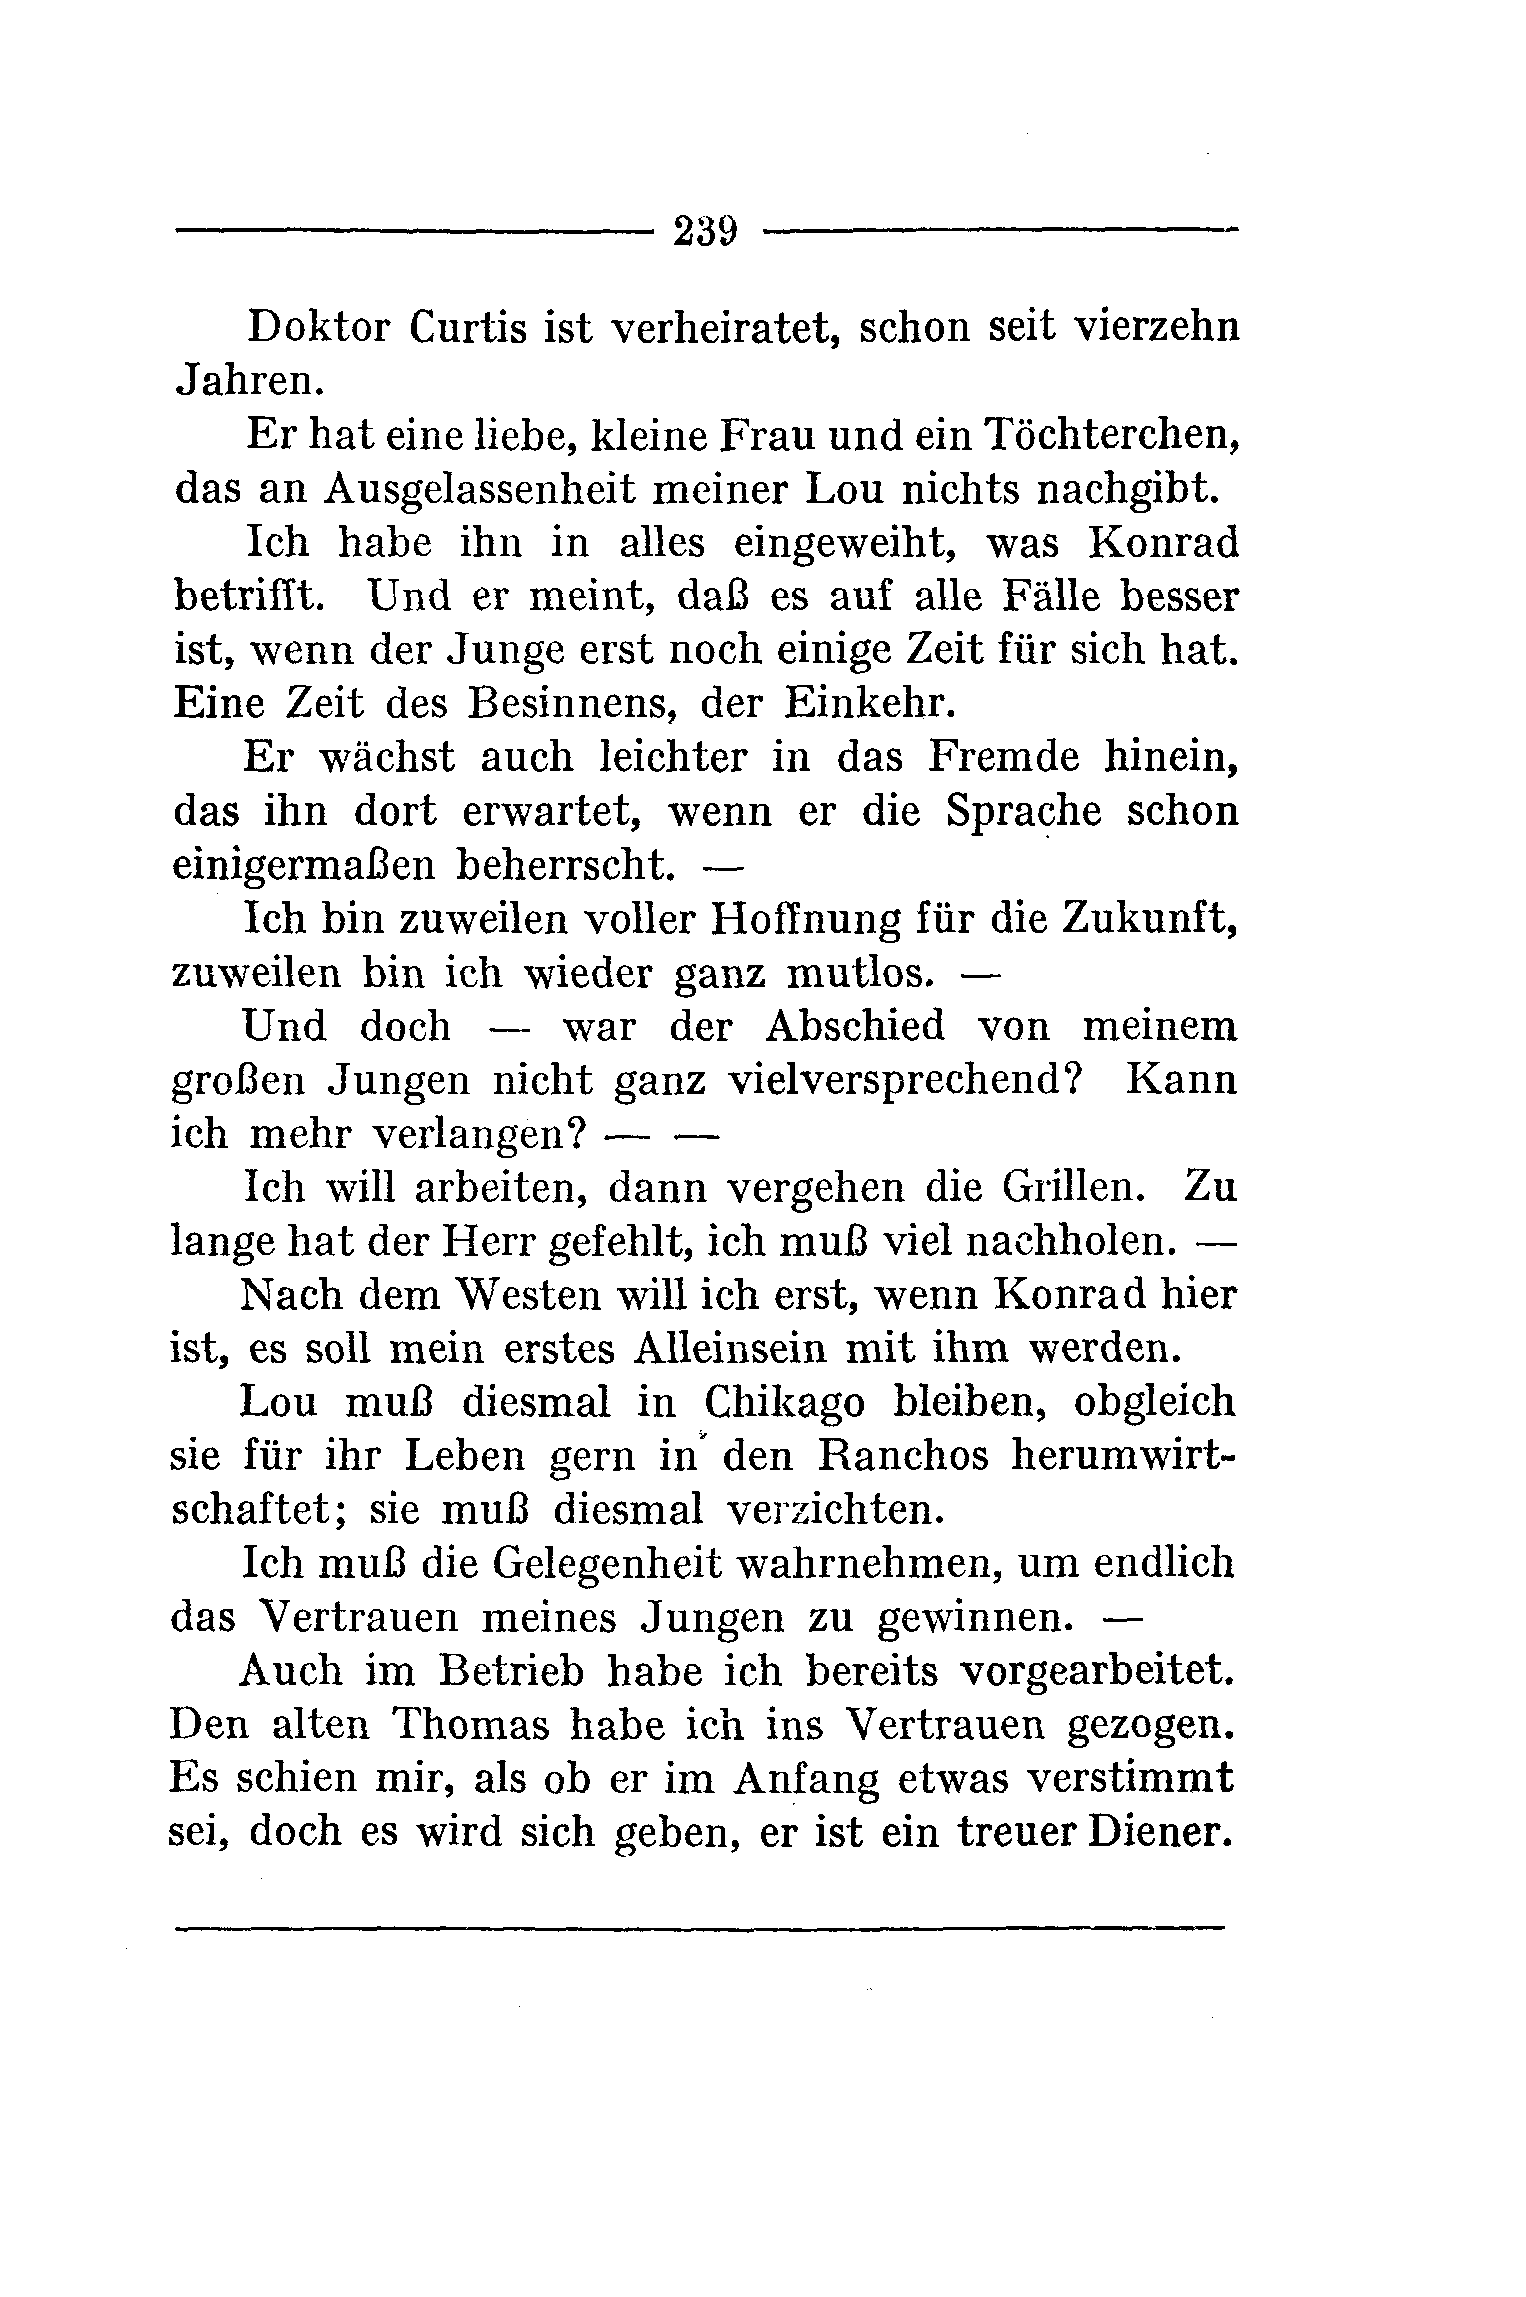 239
Doktor Curtis ist verheiratet, schon seit vierzehn
Jahren.
Er hat eine liebe, kleine Frau und ein Töchterchen,
das an Ausgelassenheit meiner Lou nichts nachgibt.
Ich habe ihn in alles eingeweiht, was Konrad
betrifft. Und er meint, daß es auf alle Fälle besser
ist, wenn der Junge erst noch einige Zeit für sich hat.
Eine Zeit des Besinnens, der Einkehr.
Er wächst auch leichter in das Fremde hinein,
das ihn dort erwartet, wenn er die Sprache schon
einigermaßen beherrscht. —
Ich bin zuweilen voller Hoffnung für die Zukunft,
zuweilen bin ich wieder ganz mutlos. —
Und doch — war der Abschied von meinem
großen Jungen nicht ganz vielversprechend? Kann
ich mehr verlangen? — —
Ich will arbeiten, dann vergehen die Grillen. Zu
lange hat der Herr gefehlt, ich muß viel nachholen. —
Nach dem Westen will ich erst, wenn Konrad hier
ist, es soll mein erstes Alleinsein mit ihm werden.
Lou muß diesmal in Chikago bleiben, obgleich
sie für ihr Leben gern in den Ranchos herumwirt-
schaftet; sie muß diesmal verzichten.
Ich muß die Gelegenheit wahrnehmen, um endlich
das Vertrauen meines Jungen zu gewinnen. —
Auch im Betrieb habe ich bereits vorgearbeitet.
Den alten Thomas habe ich ins Vertrauen gezogen.
Es schien mir, als ob er im Anfang etwas verstimmt
sei, doch es wird sich geben, er ist ein treuer Diener.